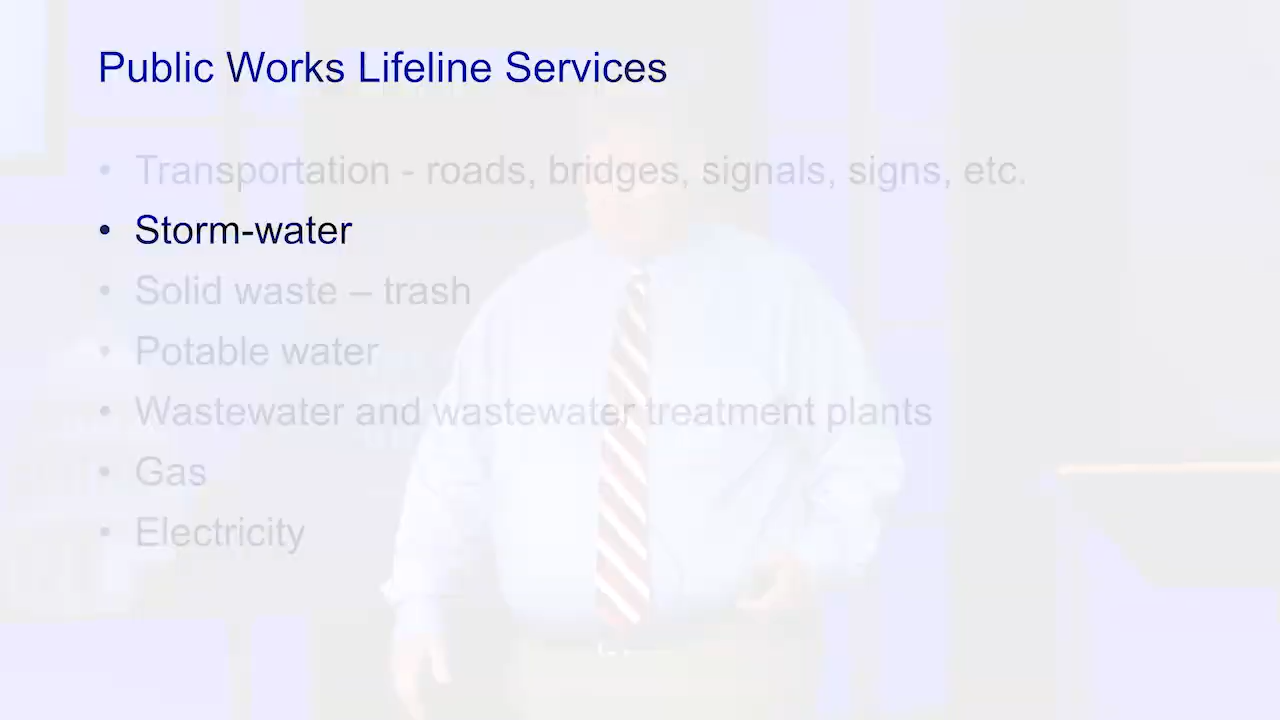 Public Works Lifeline Services
• Transportation - roads, bridges, signals, signs, etc.
• Storm-water
• Solid waste – trash
• Potable water
• Wastewater and wastewater treatment plants
• Gas
• Electricity